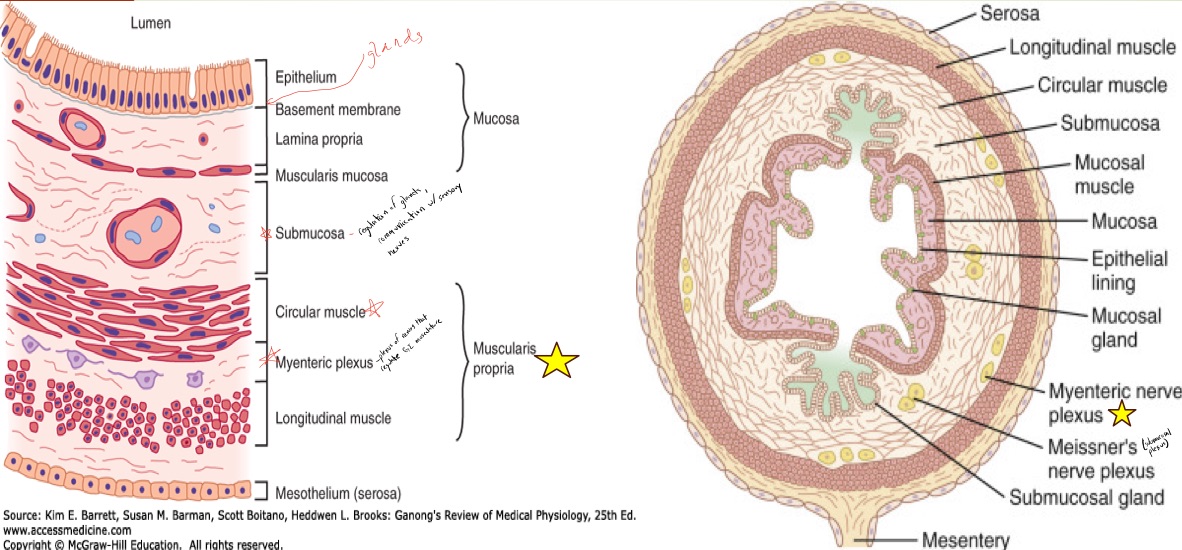 Lumen
glands
Epithelium
Basement membrane
Lamina propria
Mucosa
Muscularis mucosa
Submucosa - regulation of glands,
communication w/ sensory
nerves
Circular muscle
Myenteric plexus - plexus of nerves that
regulate GI musculature
Muscularis
propria
Longitudinal muscle
Mesothelium (serosa)
Source: Kim E. Barrett, Susan M. Barman, Scott Boitano, Heddwen L. Brooks: Ganong's Review of Medical Physiology, 25th Ed.
www.accessmedicine.com
Copyright © McGraw-Hill Education. All rights reserved.
Serosa
Longitudinal muscle
Circular muscle
Submucosa
Mucosal
muscle
Mucosa
Epithelial
lining
Mucosal
gland
Myenteric nerve
plexus
Meissner's (submucosal
plexus)
nerve plexus
Submucosal gland
Mesentery